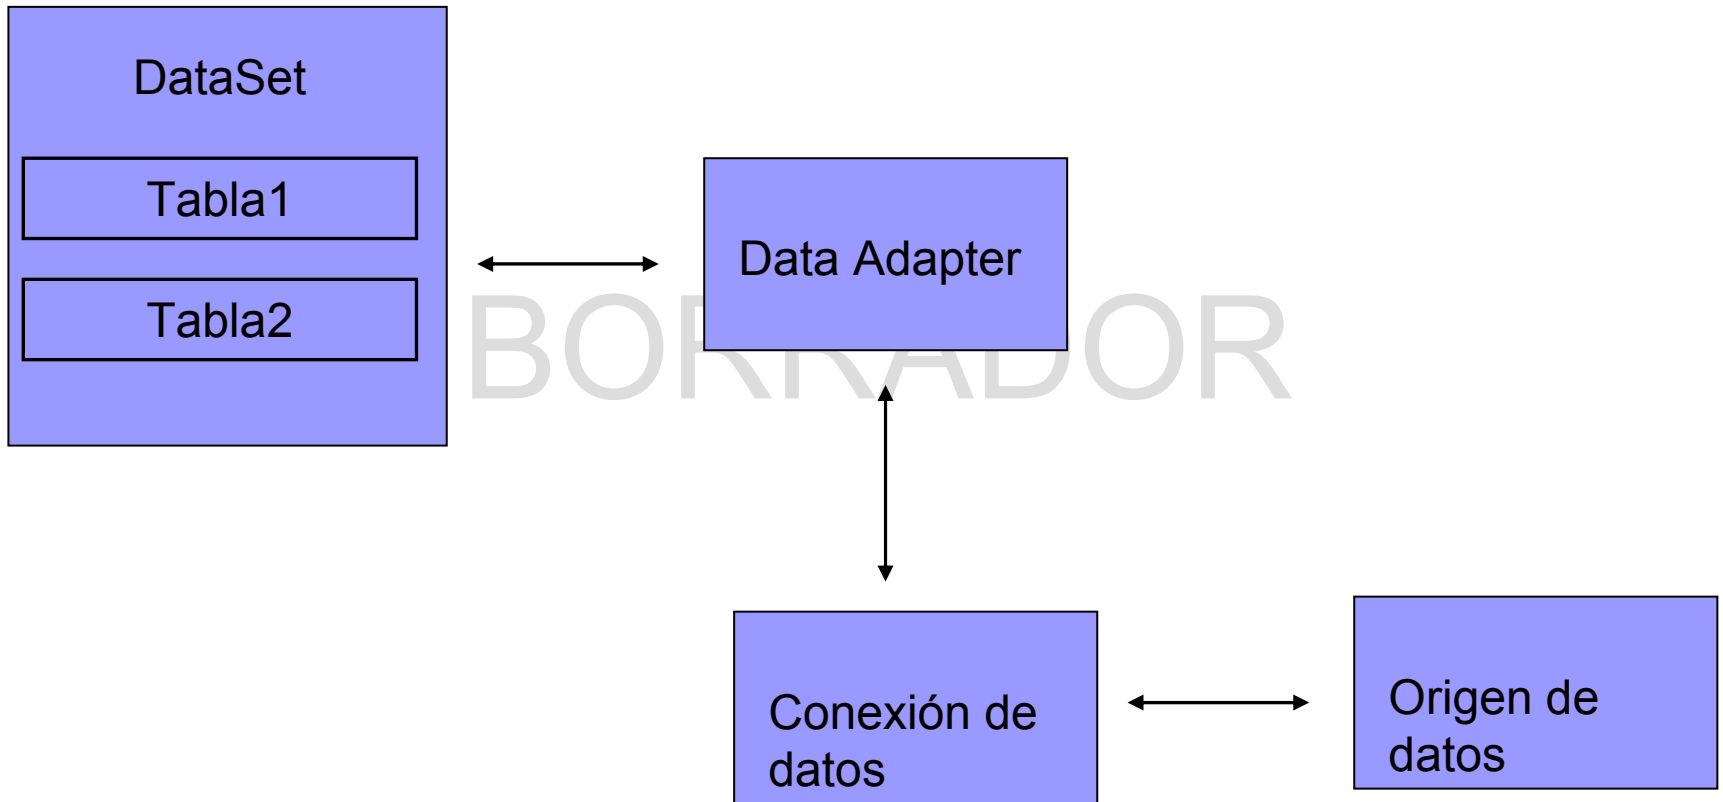 DataSet
Tabla1
Tabla2
Data Adapter
BORRADOR
Conexión de
datos
Origen de
datos